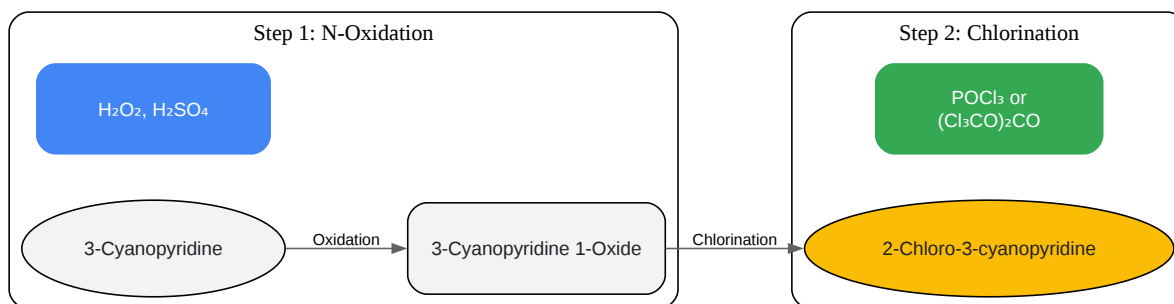 Step 1: N-Oxidation
H₂O₂, H₂SO₄
3-Cyanopyridine
Oxidation
3-Cyanopyridine 1-Oxide
Chlorination
Step 2: Chlorination
POCl₃ or
(Cl₃CO)₂CO
2-Chloro-3-cyanopyridine